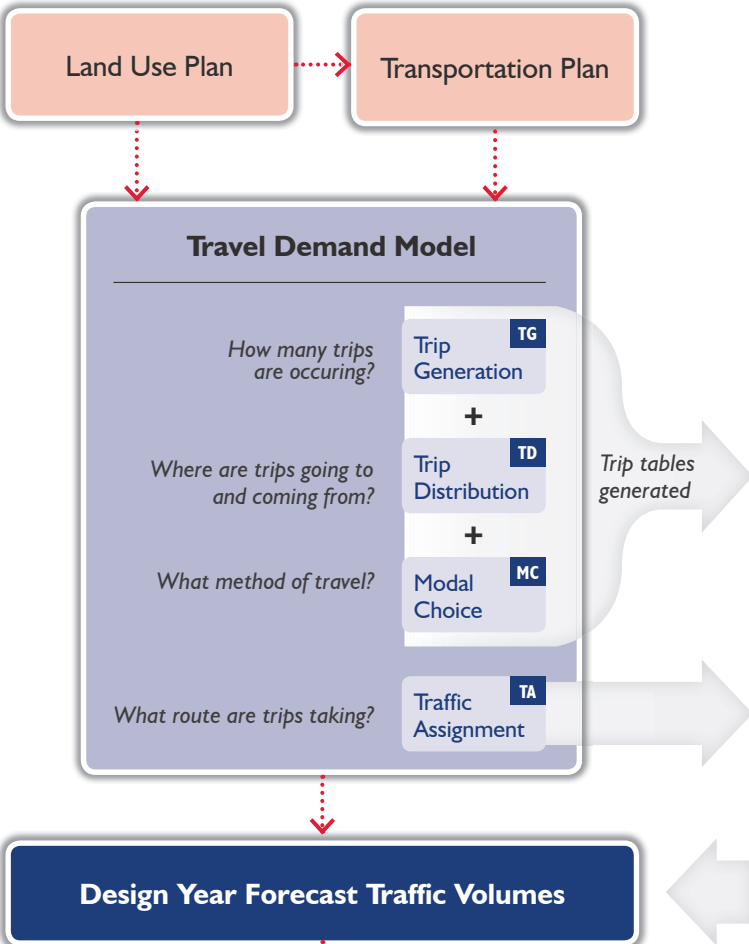 Land Use Plan
Transportation Plan
Travel Demand Model
How many trips
are occuring?
TG
Trip
Generation
+
Where are trips going to
and coming from?
TD
Trip
Distribution
Trip tables
generated
+
What method of travel?
MC
Modal
Choice
What route are trips taking?
TA
Traffic
Assignment
Design Year Forecast Traffic Volumes